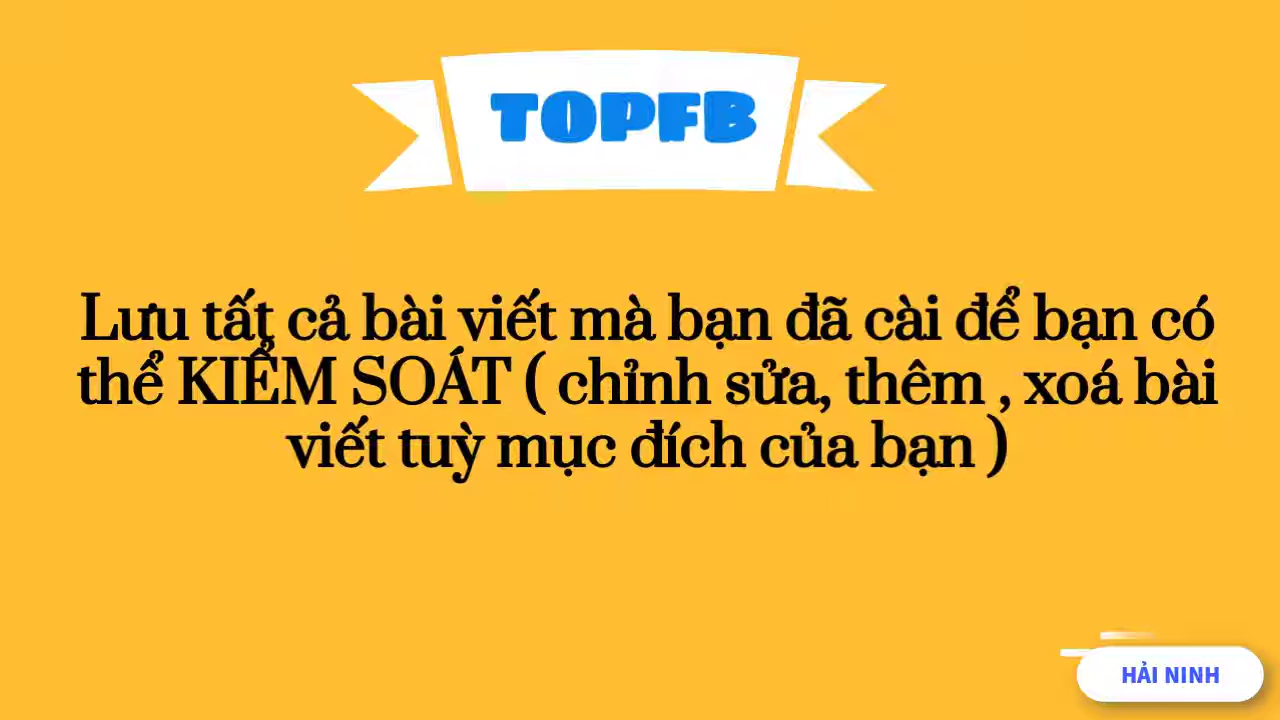 TOPFB
Lưu tất cả bài viết mà bạn đã cài để bạn có
thể KIỂM SOÁT ( chỉnh sửa, thêm , xoá bài
viết tuỳ mục đích của bạn )
HẢI NINH